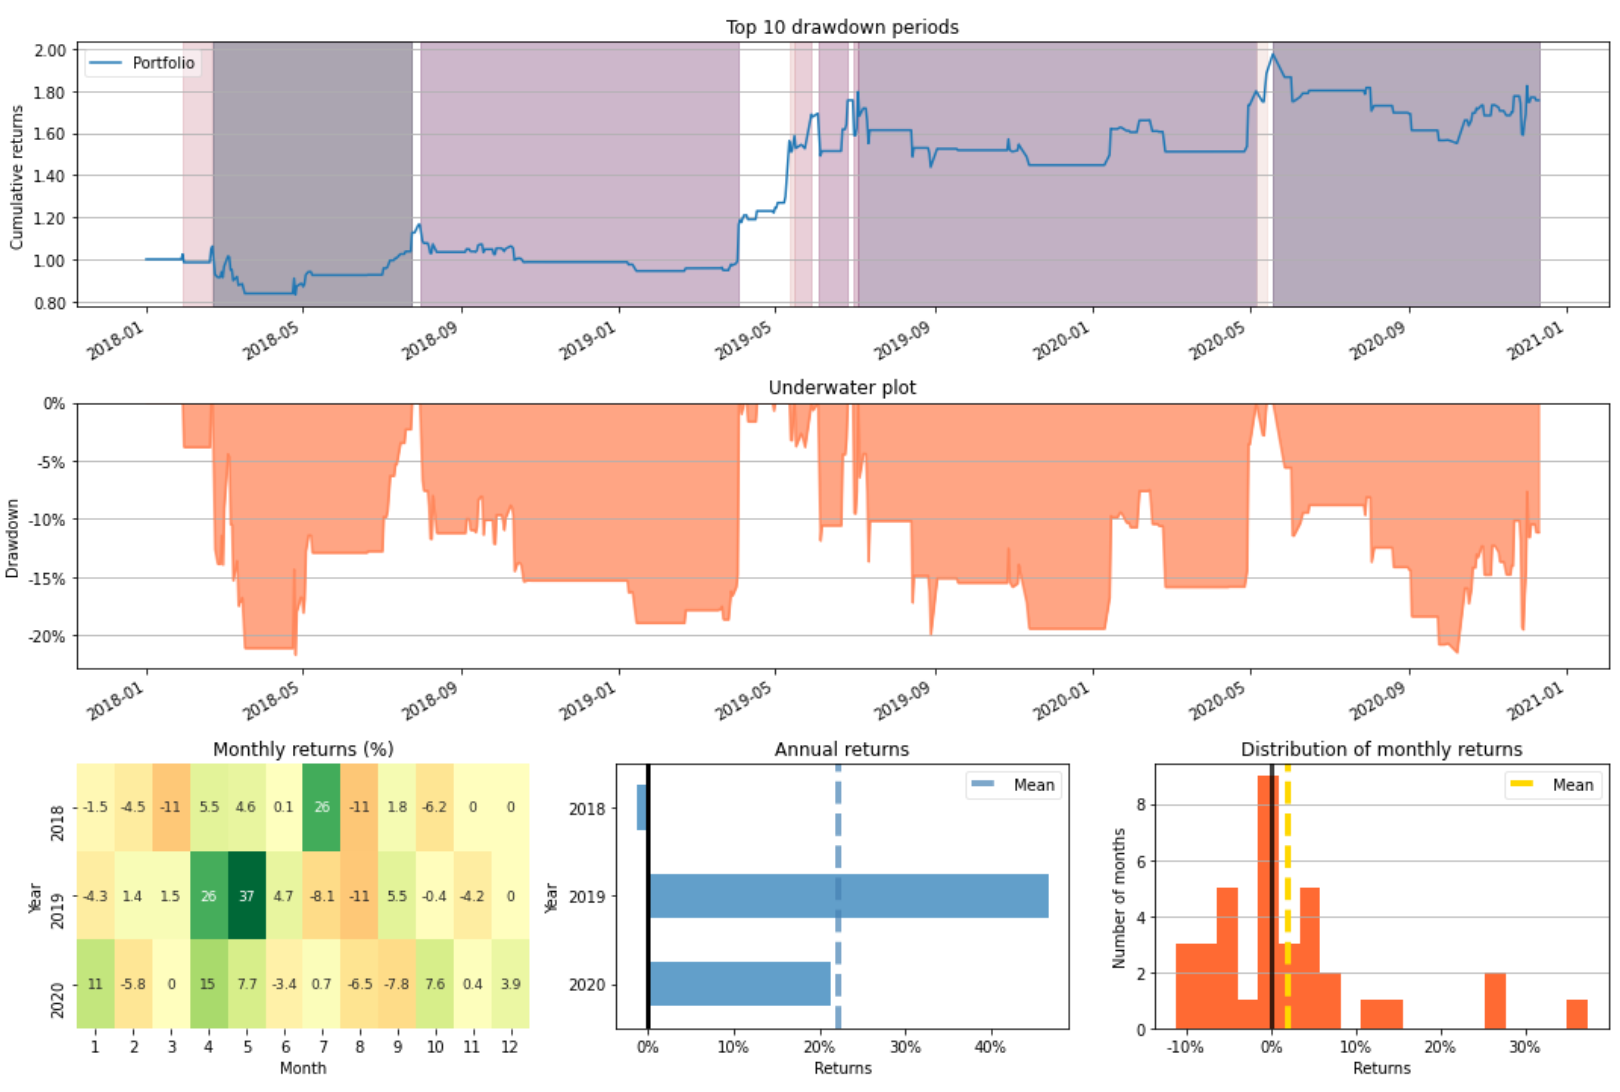 Top 10 drawdown periods
Cumulative returns
2.00
1.80
1.60
1.40
1.20
1.00
0.80
Portfolio
2018-01 2018-05 2018-09 2019-01 2019-05 2019-09 2020-01 2020-05 2020-09 2021-01
Underwater plot
Drawdown
0%
-5%
-10%
-15%
-20%
2018-01 2018-05 2018-09 2019-01 2019-05 2019-09 2020-01 2020-05 2020-09 2021-01
Monthly returns (%)
Year
2018 -1.5 -4.5 -11 5.5 4.6 0.1 26 -11 1.8 -6.2 0 0
2019 -4.3 1.4 1.5 26 37 4.7 -8.1 -11 5.5 -0.4 -4.2 0
2020 11 -5.8 0 15 7.7 -3.4 0.7 -6.5 -7.8 7.6 0.4 3.9
1 2 3 4 5 6 7 8 9 10 11 12
Month
Annual returns
Mean
Year
2018
2019
2020
0% 10% 20% 30% 40%
Returns
Distribution of monthly returns
Mean
Number of months
8
6
4
2
0
-10% 0% 10% 20% 30%
Returns